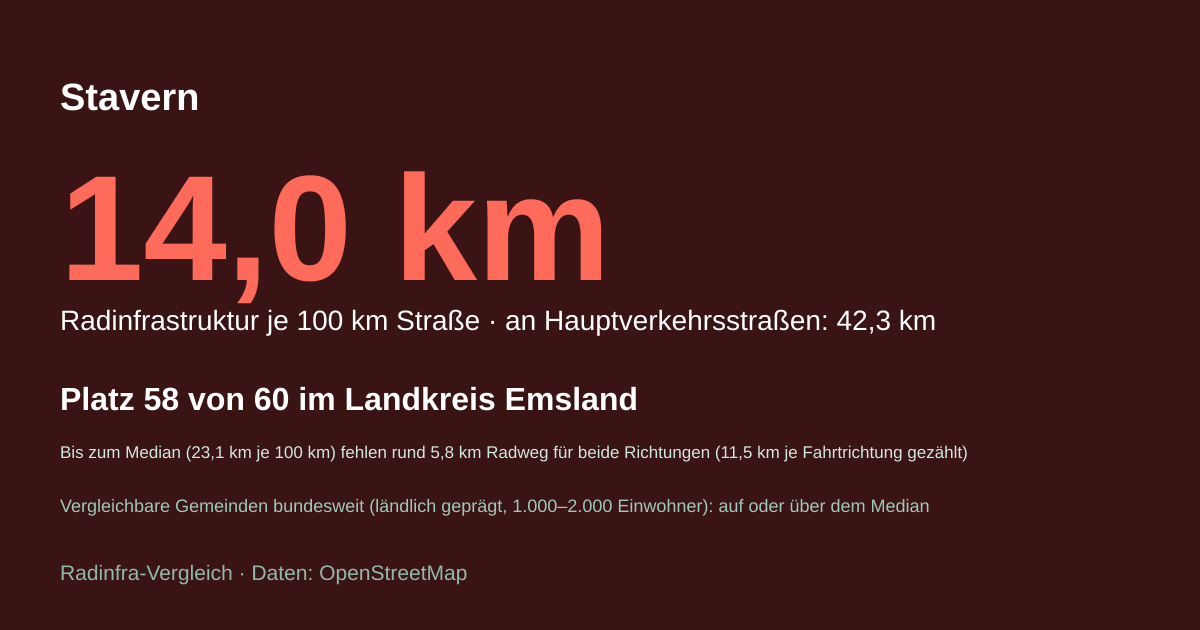 Stavern
14,0 km
Radinfrastruktur je 100 km Straße · an Hauptverkehrsstraßen: 42,3 km
Platz 58 von 60 im Landkreis Emsland
Bis zum Median (23,1 km je 100 km) fehlen rund 5,8 km Radweg für beide Richtungen (11,5 km je Fahrtrichtung gezählt)
Vergleichbare Gemeinden bundesweit (ländlich geprägt, 1.000–2.000 Einwohner): auf oder über dem Median
Radinfra-Vergleich · Daten: OpenStreetMap